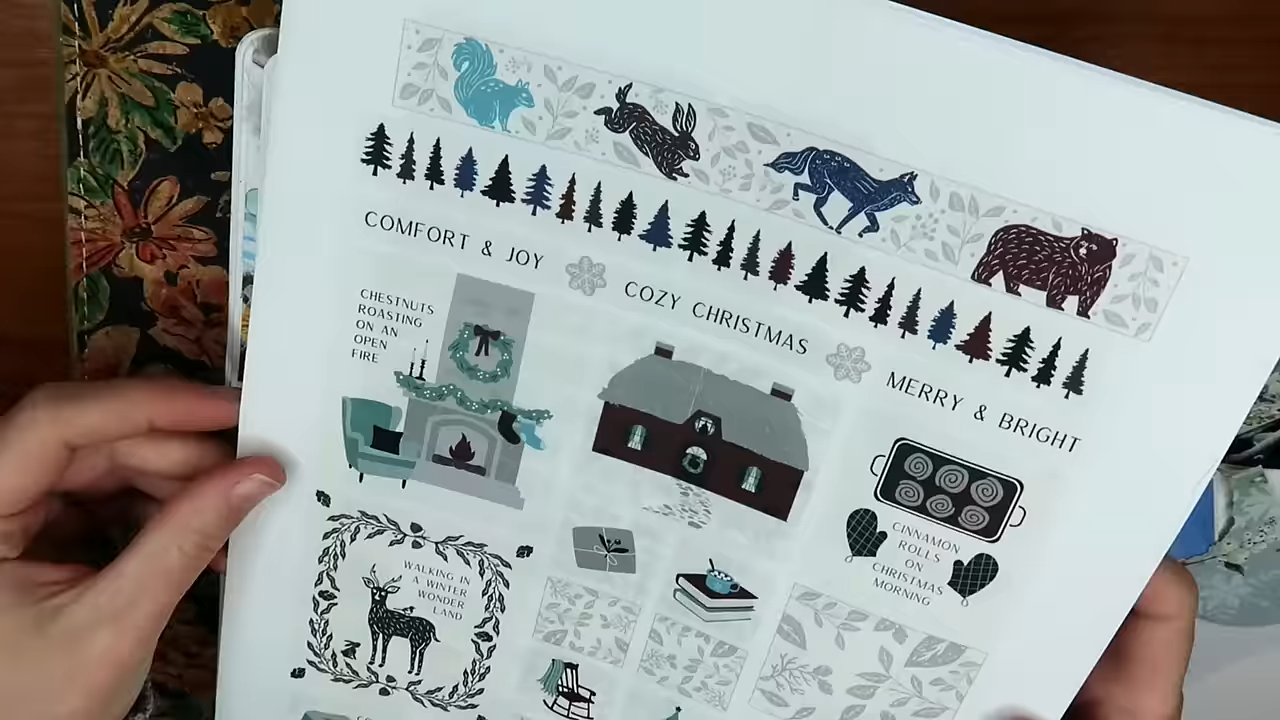 COMFORT & JOY
COZY CHRISTMAS
MERRY & BRIGHT
CHESTNUTS
ROASTING
ON AN
OPEN
FIRE
CINNAMON
ROLLS
ON
CHRISTMAS
MORNING
WALKING IN
A WINTER
WONDER
LAND